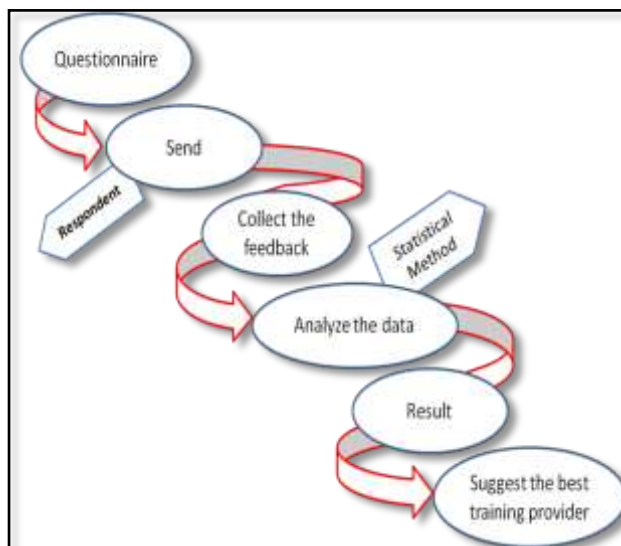 Questionnaire
Send
Respondent
Collect the
feedback
Statistical
Method
Analyze the data
Result
Suggest the best
training provider